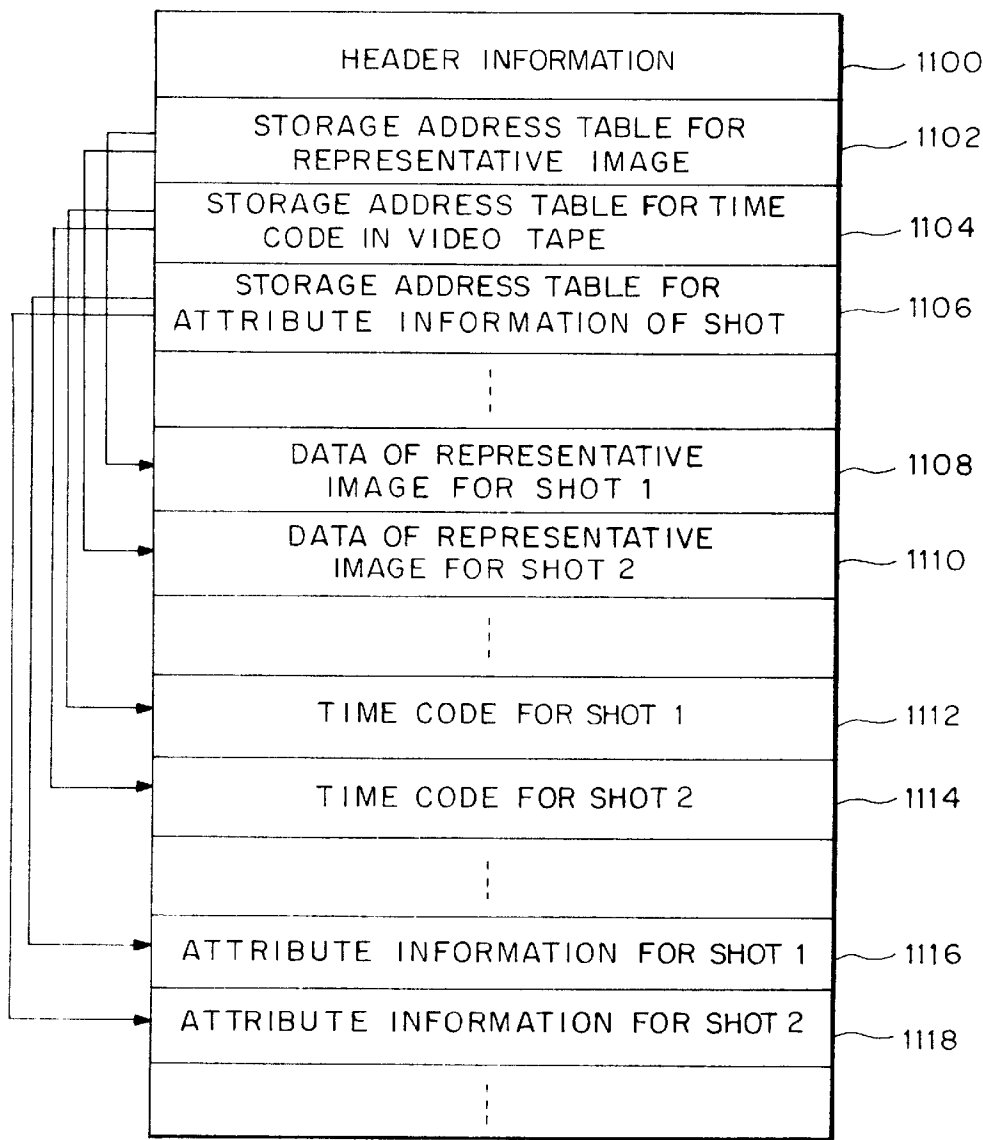 HEADER INFORMATION
1100
STORAGE ADDRESS TABLE FOR
REPRESENTATIVE IMAGE
1102
STORAGE ADDRESS TABLE FOR TIME
CODE IN VIDEO TAPE
1104
STORAGE ADDRESS TABLE FOR
ATTRIBUTE INFORMATION OF SHOT
1106
DATA OF REPRESENTATIVE
IMAGE FOR SHOT 1
1108
DATA OF REPRESENTATIVE
IMAGE FOR SHOT 2
1110
TIME CODE FOR SHOT 1
1112
TIME CODE FOR SHOT 2
1114
ATTRIBUTE INFORMATION FOR SHOT 1
1116
ATTRIBUTE INFORMATION FOR SHOT 2
1118